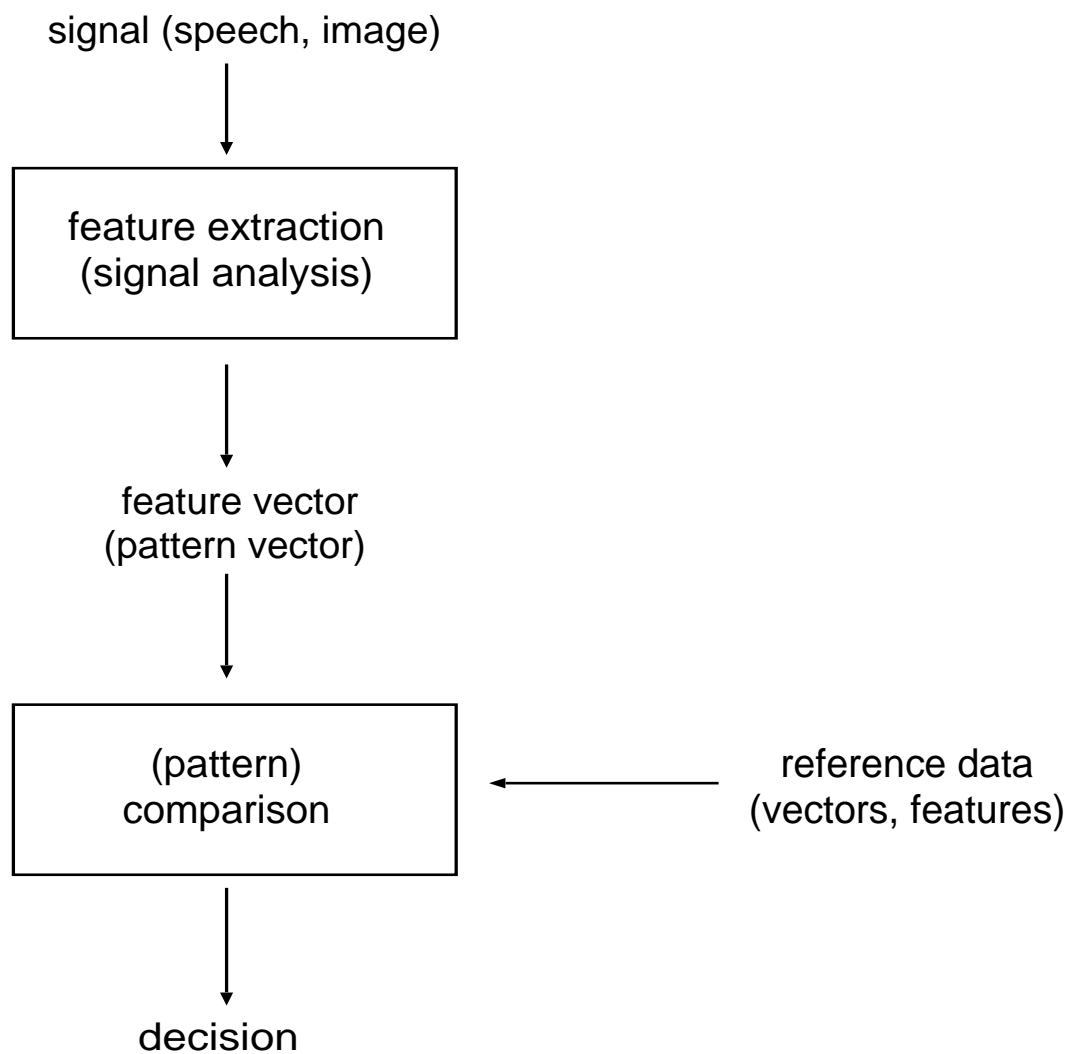 signal (speech, image)
feature extraction
(signal analysis)
feature vector
(pattern vector)
(pattern)
comparison
reference data
(vectors, features)
decision